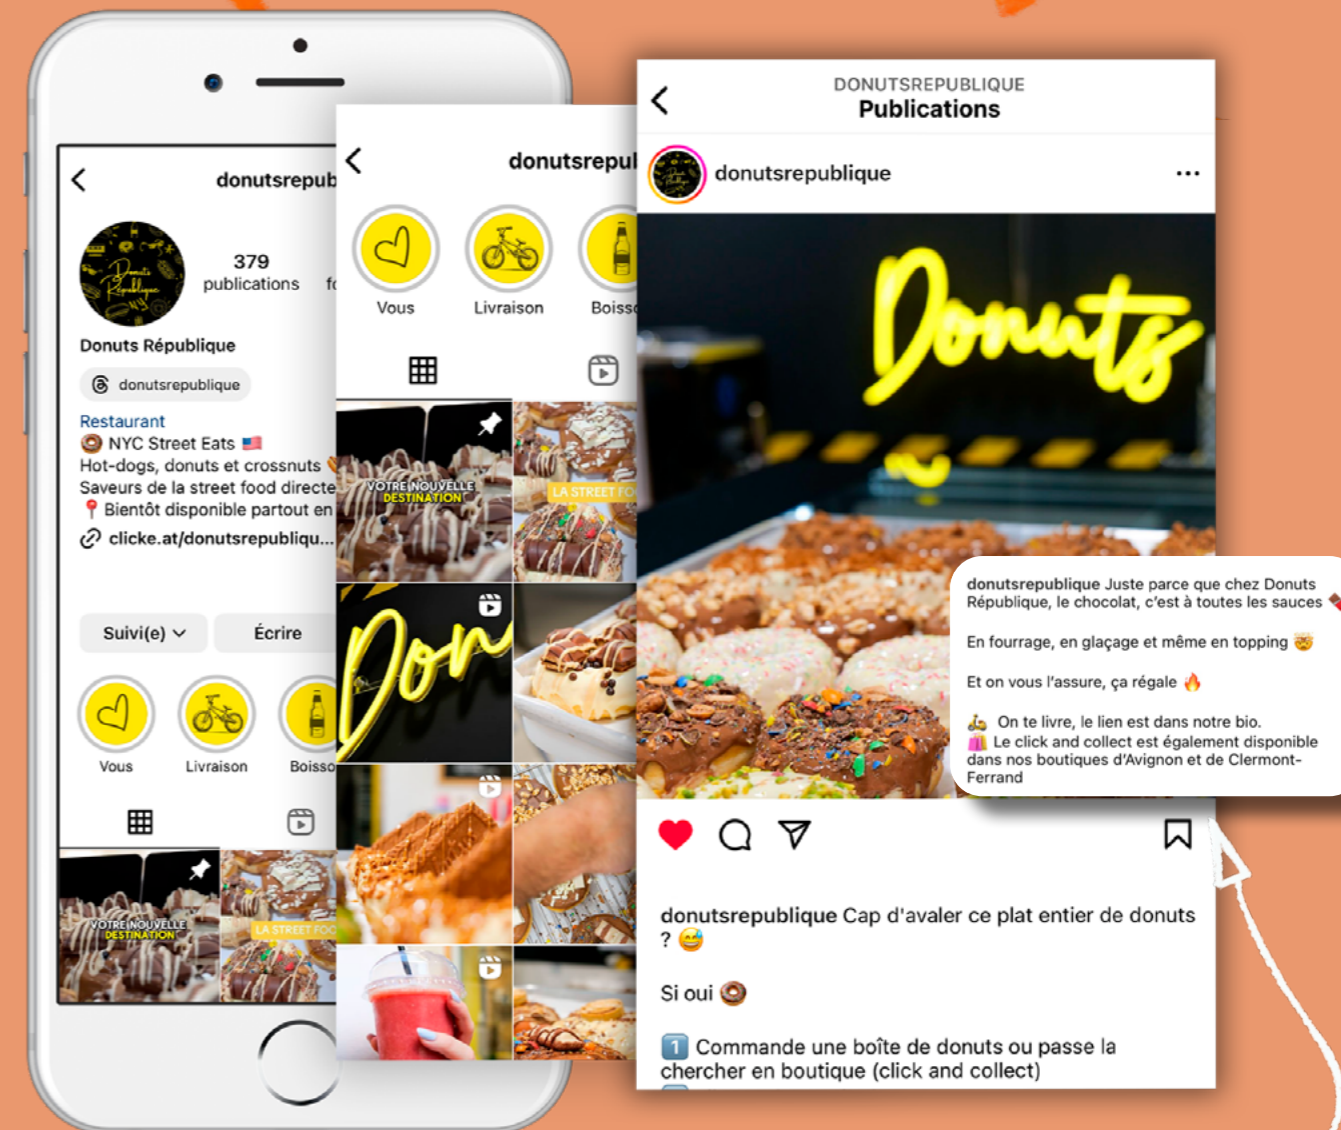 donutsrepub
Donuts
République
NY
379
publications
Donuts République
donutsrepublique
Restaurant
🍩 NYC Street Eats 🇺🇸
Hot-dogs, donuts et crossnuts
Saveurs de la street food directe
📍 Bientôt disponible partout en
clicke.at/donutsrepubliqu...
Suivi(e)
Écrire
Vous
Livraison
Boisso
VOTRE NOUVELLE
DESTINATION
LA STREET FOO
donutsrepul
Vous
Livraison
Boisso
VOTRE NOUVELLE
DESTINATION
LA STREET FO
Don
DONUTSREPUBLIQUE
Publications
donutsrepublique
Donuts
donutsrepublique Juste parce que chez Donuts
République, le chocolat, c'est à toutes les sauces 🍫
En fourrage, en glaçage et même en topping 🤯
Et on vous l'assure, ça régale 🔥
🛵 On te livre, le lien est dans notre bio.
🛍️ Le click and collect est également disponible
dans nos boutiques d'Avignon et de Clermont-
Ferrand
donutsrepublique Cap d'avaler ce plat entier de donuts
? 😅
Si oui 🍩
1️⃣ Commande une boîte de donuts ou passe la
chercher en boutique (click and collect)